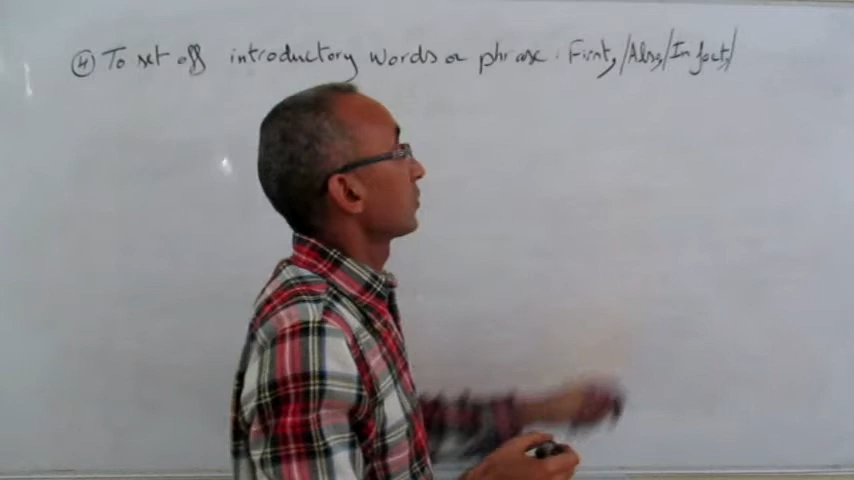 ④ To set off introductory words or phrase : First, /Also, /In fact, /